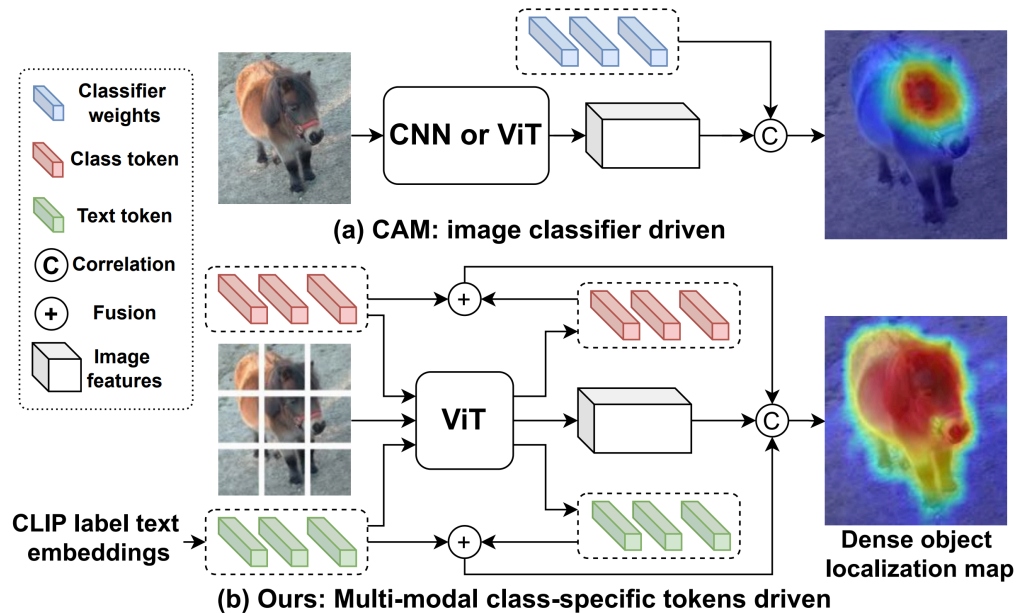 Classifier
weights
Class token
Text token
C Correlation
+ Fusion
Image
features
CNN or ViT
C
(a) CAM: image classifier driven
+
ViT
C
CLIP label text
embeddings
+
Dense object
localization map
(b) Ours: Multi-modal class-specific tokens driven